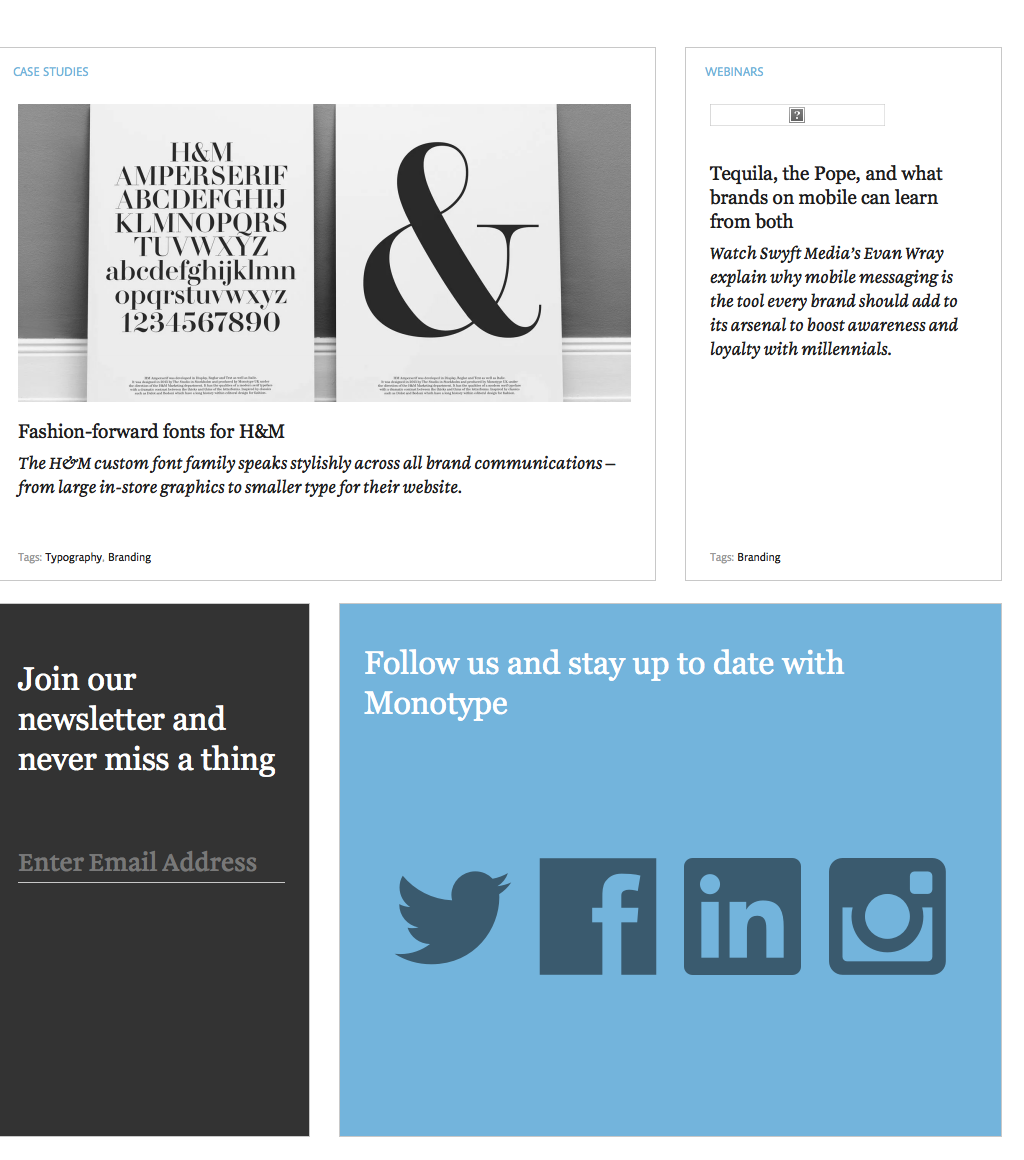 CASE STUDIES
H&M
AMPERSERIF
ABCDEFGHIJ
KLMNOPQRS
TUVWXYZ
abcdefghijklmn
opqrstuvwxyz
1234567890
&
Fashion-forward fonts for H&M
The H&M custom font family speaks stylishly across all brand communications –
from large in-store graphics to smaller type for their website.
Tags: Typography, Branding
WEBINARS
?
Tequila, the Pope, and what
brands on mobile can learn
from both
Watch Swyft Media’s Evan Wray
explain why mobile messaging is
the tool every brand should add to
its arsenal to boost awareness and
loyalty with millennials.
Tags: Branding
Join our
newsletter and
never miss a thing
Enter Email Address
Follow us and stay up to date with
Monotype
f
in